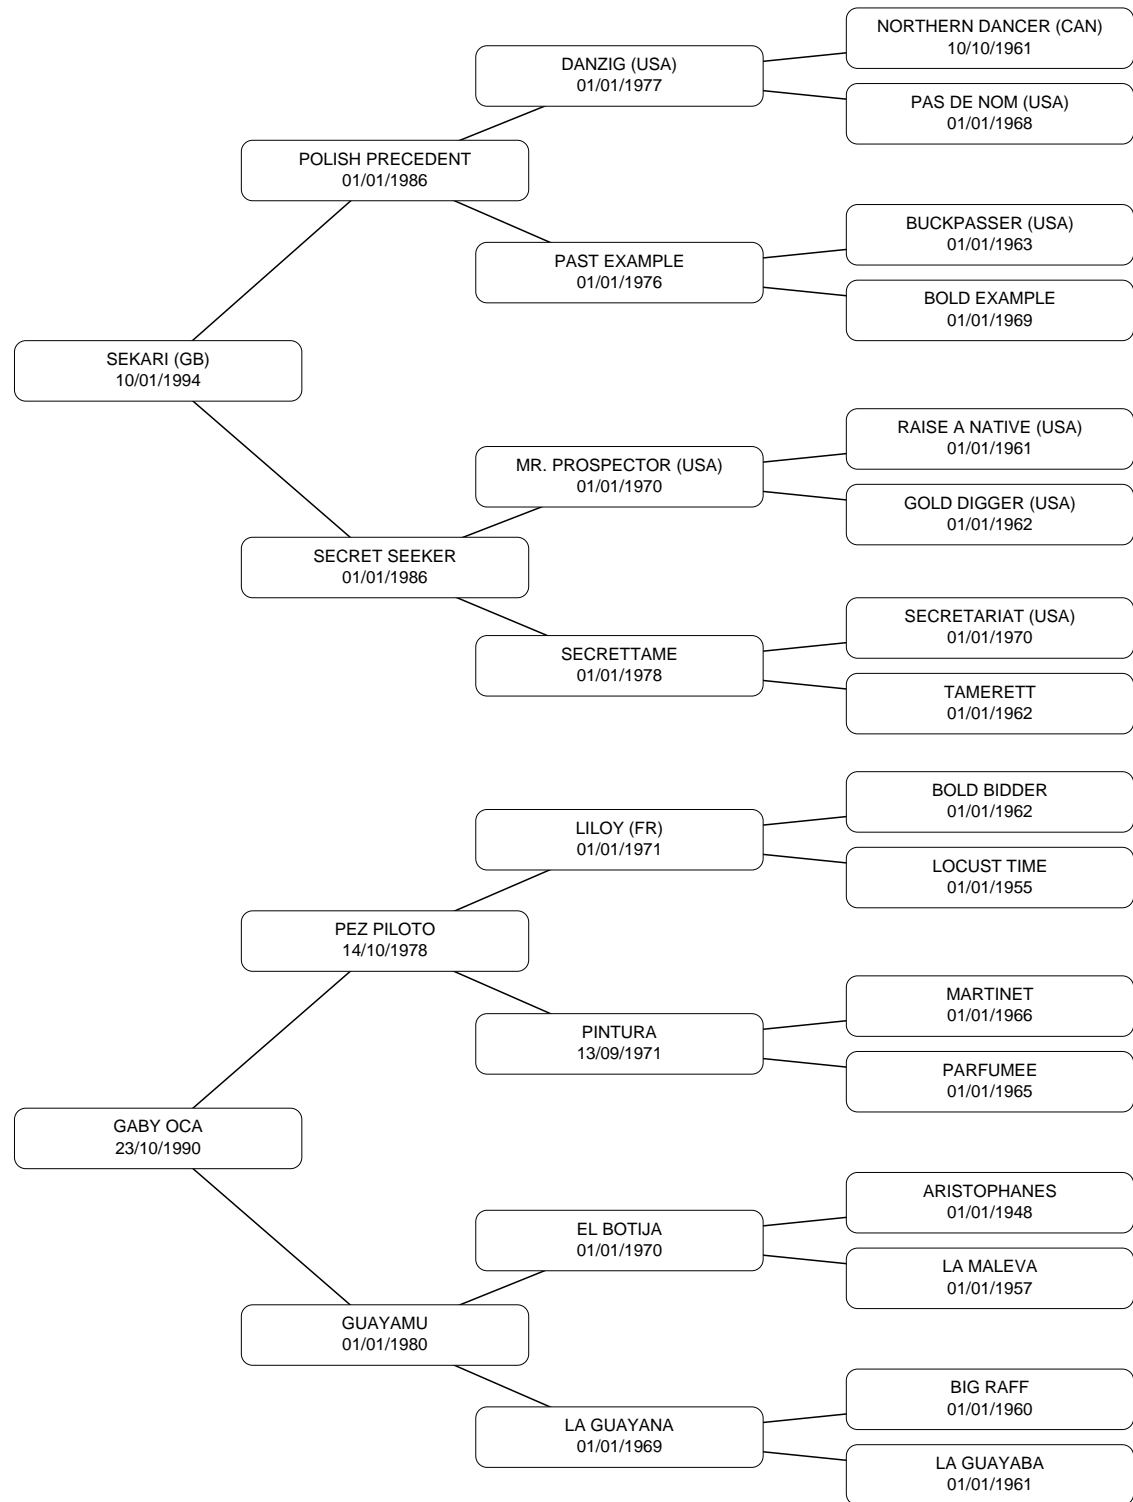 NORTHERN DANCER (CAN)
10/10/1961
DANZIG (USA)
01/01/1977
PAS DE NOM (USA)
01/01/1968
POLISH PRECEDENT
01/01/1986
BUCKPASSER (USA)
01/01/1963
PAST EXAMPLE
01/01/1976
BOLD EXAMPLE
01/01/1969
SEKARI (GB)
10/01/1994
RAISE A NATIVE (USA)
01/01/1961
MR. PROSPECTOR (USA)
01/01/1970
GOLD DIGGER (USA)
01/01/1962
SECRET SEEKER
01/01/1986
SECRETARIAT (USA)
01/01/1970
SECRETTAME
01/01/1978
TAMERETT
01/01/1962
BOLD BIDDER
01/01/1962
LILOY (FR)
01/01/1971
LOCUST TIME
01/01/1955
PEZ PILOTO
14/10/1978
MARTINET
01/01/1966
PINTURA
13/09/1971
PARFUMEE
01/01/1965
GABY OCA
23/10/1990
ARISTOPHANES
01/01/1948
EL BOTIJA
01/01/1970
LA MALEVA
01/01/1957
GUAYAMU
01/01/1980
BIG RAFF
01/01/1960
LA GUAYANA
01/01/1969
LA GUAYABA
01/01/1961